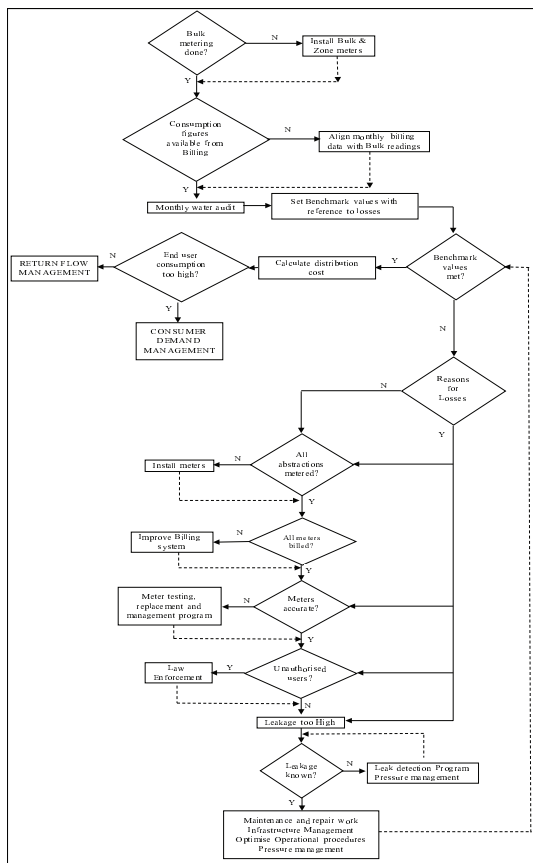 Bulk
metering
done?
N
Install Bulk &
Zone meters
Y
Consumption
figures
available from
Billing
N
Align monthly billing
data with Bulk readings
Y
Monthly water audit
Set Benchmark values with
reference to losses
Benchmark
values
met?
Y
Calculate distribution
cost
End user
consumption
too high?
N
RETURN FLOW
MANAGEMENT
Y
CONSUMER
DEMAND
MANAGEMENT
N
Reasons
for
Losses
N
Y
All
abstractions
metered?
N
Install meters
Y
All meters
billed?
N
Improve Billing
system
Y
Meters
accurate?
N
Meter testing,
replacement and
management program
Y
Unauthorised
users?
Y
Law
Enforcement
N
Leakage too High
Leakage
known?
N
Leak detection Program
Pressure management
Y
Maintenance and repair work
Infrastructure Management
Optimise Operational procedures
Pressure management